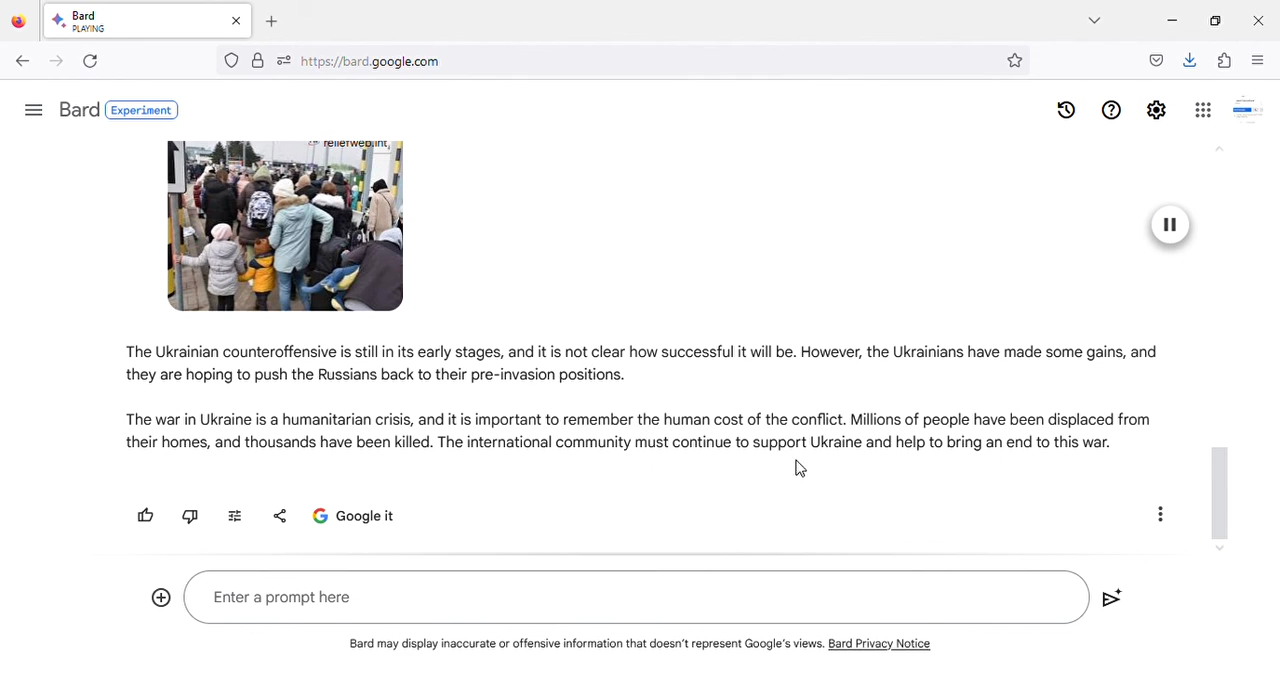 Bard
PLAYING
https://bard.google.com
Bard Experiment
reliefweb.int
The Ukrainian counteroffensive is still in its early stages, and it is not clear how successful it will be. However, the Ukrainians have made some gains, and
they are hoping to push the Russians back to their pre-invasion positions.
The war in Ukraine is a humanitarian crisis, and it is important to remember the human cost of the conflict. Millions of people have been displaced from
their homes, and thousands have been killed. The international community must continue to support Ukraine and help to bring an end to this war.
Google it
Enter a prompt here
Bard may display inaccurate or offensive information that doesn't represent Google's views. Bard Privacy Notice